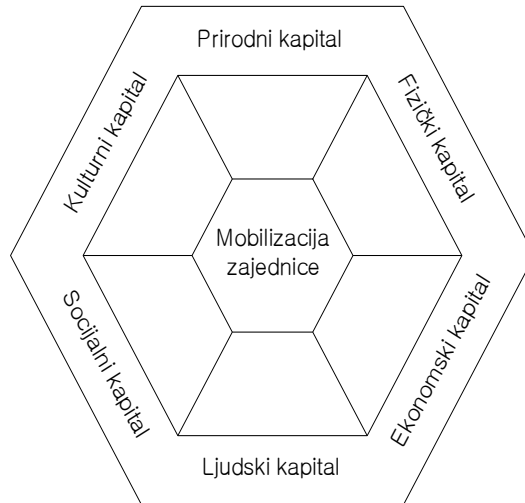 Prirodni kapital
Kulturni kapital
Fizički kapital
Mobilizacija
zajednice
Socijalni kapital
Ekonomski kapital
Ljudski kapital